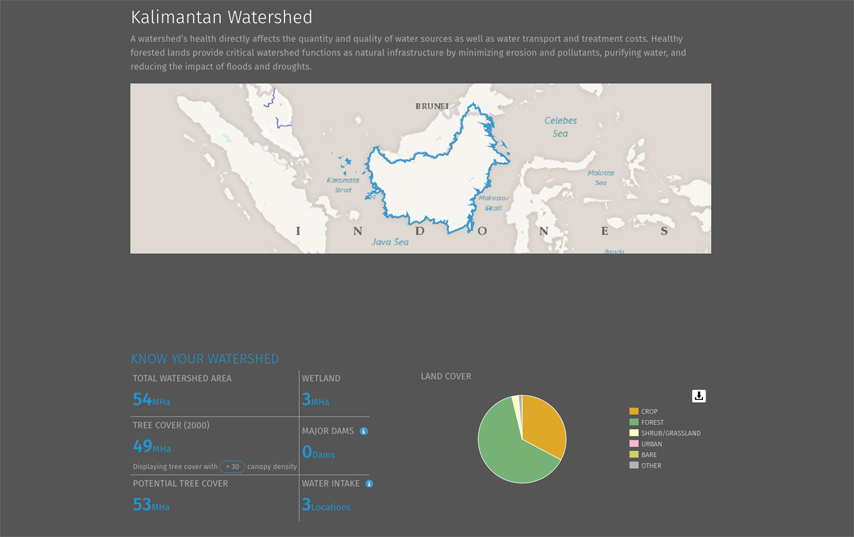 Kalimantan Watershed
A watershed's health directly affects the quantity and quality of water sources as well as water transport and treatment costs. Healthy
forested lands provide critical watershed functions as natural infrastructure by minimizing erosion and pollutants, purifying water, and
reducing the impact of floods and droughts.
BRUNEI
Celebes
Sea
Karamata
Strait
Makassar
Strait
Molucca
Sea
I N D O N E S
Java Sea
Banda
KNOW YOUR WATERSHED
TOTAL WATERSHED AREA
54MHa
WETLAND
3MHa
TREE COVER (2000)
49MHa
Displaying tree cover with > 30 canopy density
MAJOR DAMS i
0Dams
POTENTIAL TREE COVER
53MHa
WATER INTAKE i
3Locations
LAND COVER
CROP
FOREST
SHRUB/GRASSLAND
URBAN
BARE
OTHER